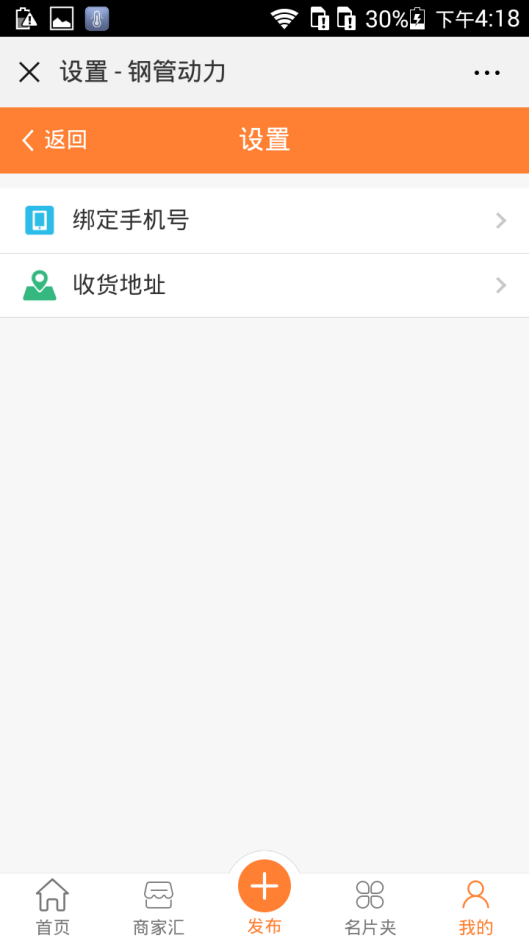 30% 下午4:18
设置 - 钢管动力
返回
设置
绑定手机号
收货地址
首页
商家汇
发布
名片夹
我的